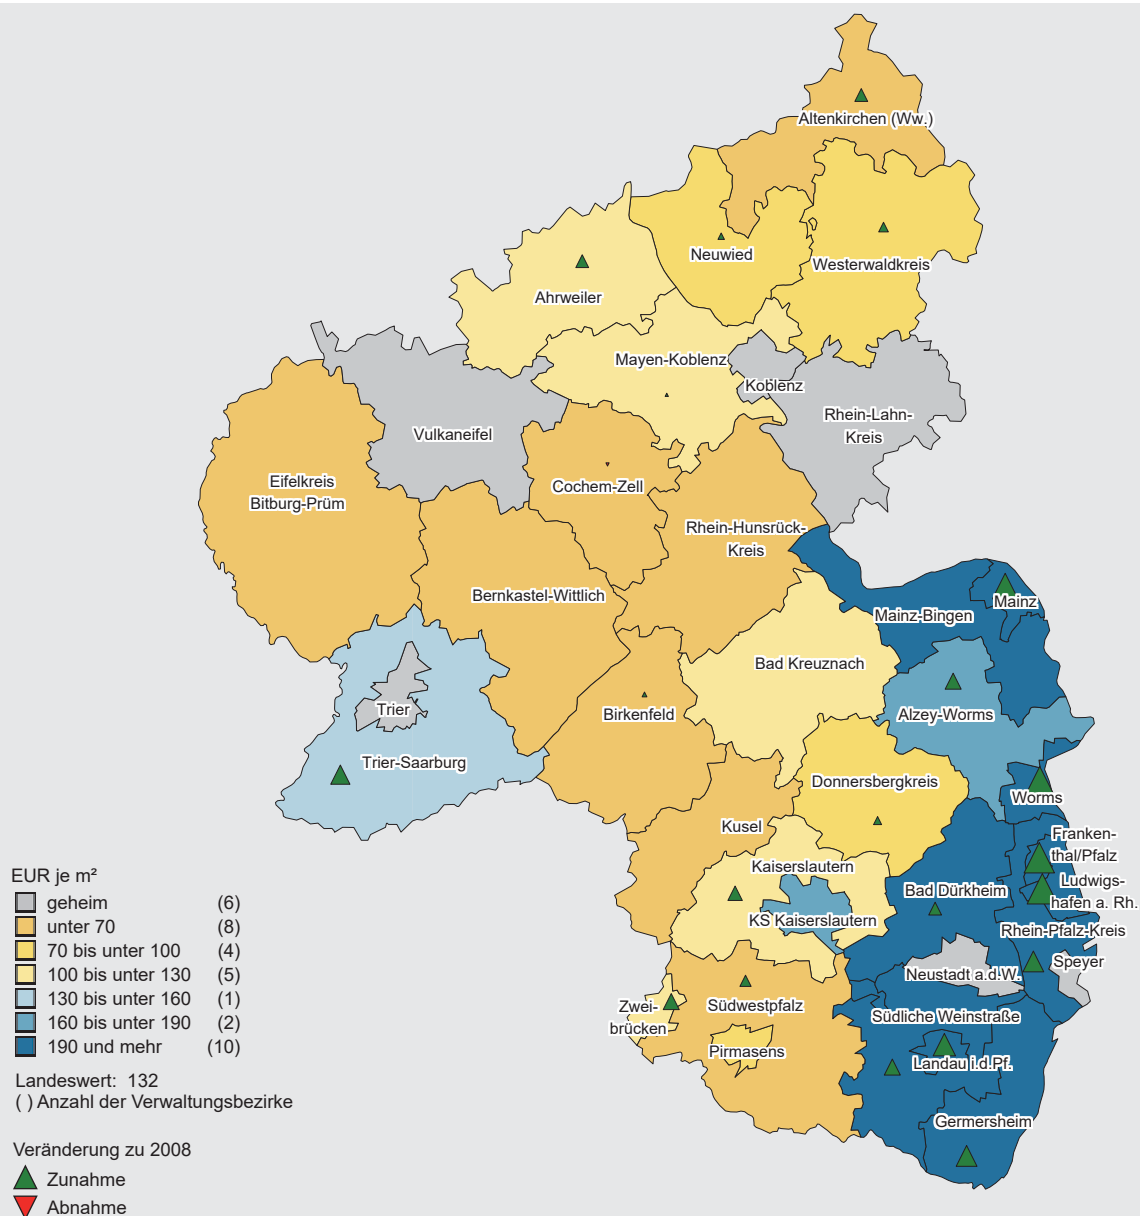 Altenkirchen (Ww.)
Neuwied
Westerwaldkreis
Ahrweiler
Mayen-Koblenz
Koblenz
Rhein-Lahn-
Kreis
Vulkaneifel
Eifelkreis
Bitburg-Prüm
Cochem-Zell
Rhein-Hunsrück-
Kreis
Bernkastel-Wittlich
Mainz
Mainz-Bingen
Bad Kreuznach
Trier
Birkenfeld
Alzey-Worms
Trier-Saarburg
Donnersbergkreis
Worms
Kusel
Franken-
thal/Pfalz
Kaiserslautern
Ludwigs-
hafen a. Rh.
Bad Dürkheim
KS Kaiserslautern
Rhein-Pfalz-Kreis
Speyer
Neustadt a.d.W.
Zwei-
brücken
Südwestpfalz
Südliche Weinstraße
Pirmasens
Landau i.d.Pf.
Germersheim
EUR je m²
geheim (6)
unter 70 (8)
70 bis unter 100 (4)
100 bis unter 130 (5)
130 bis unter 160 (1)
160 bis unter 190 (2)
190 und mehr (10)
Landeswert: 132
( ) Anzahl der Verwaltungsbezirke
Veränderung zu 2008
Zunahme
Abnahme